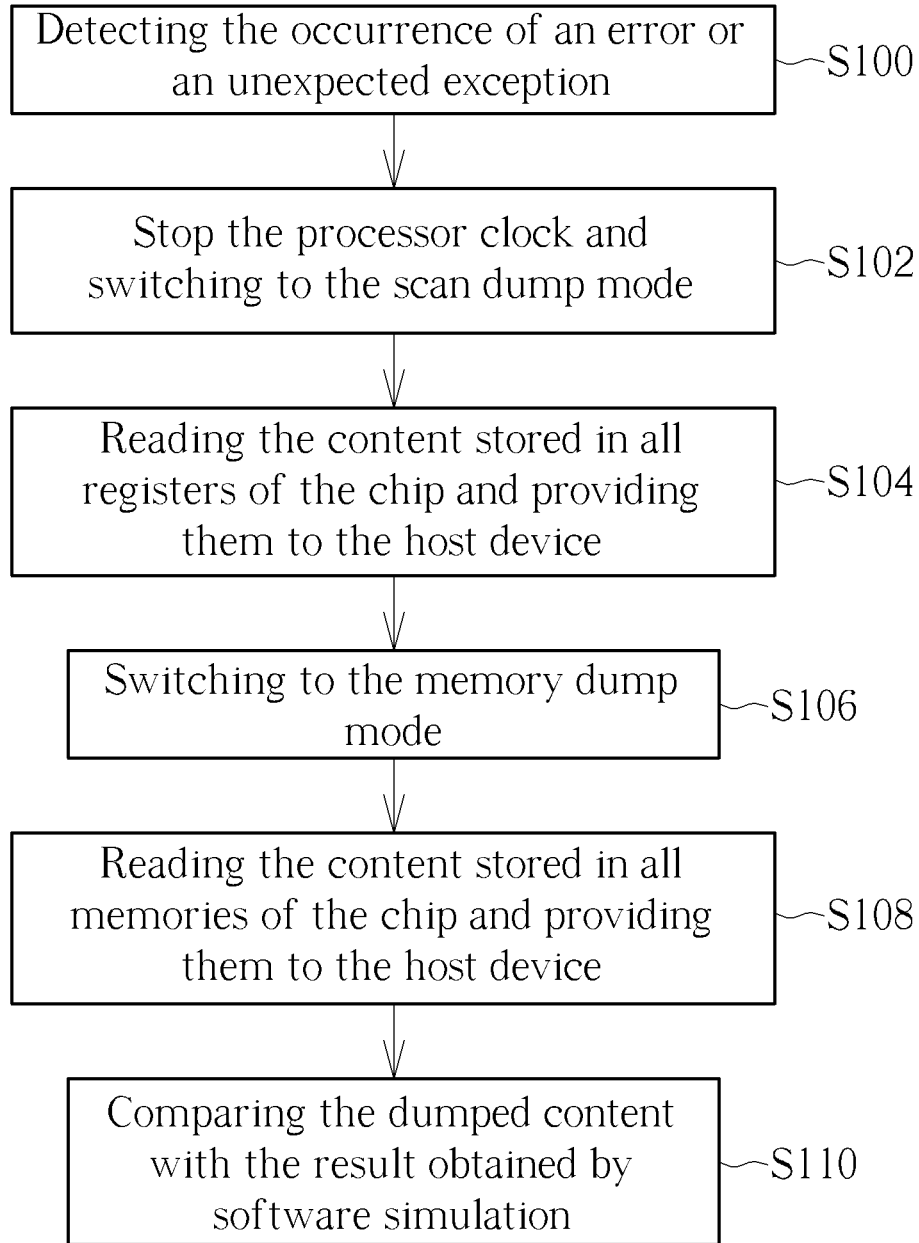 Detecting the occurrence of an error or
an unexpected exception
S100
Stop the processor clock and
switching to the scan dump mode
S102
Reading the content stored in all
registers of the chip and providing
them to the host device
S104
Switching to the memory dump
mode
S106
Reading the content stored in all
memories of the chip and providing
them to the host device
S108
Comparing the dumped content
with the result obtained by
software simulation
S110